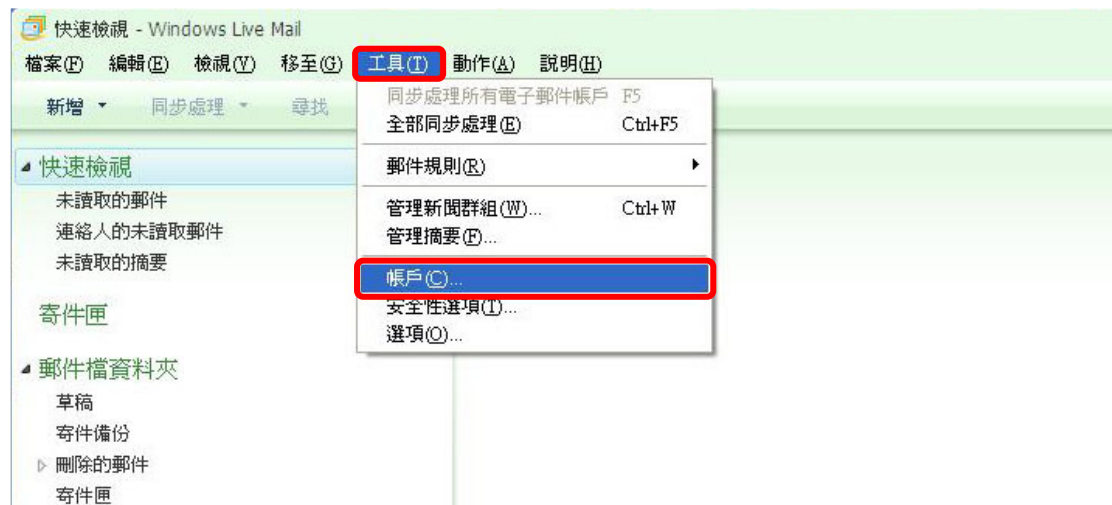 快速檢視 - Windows Live Mail
檔案(F) 編輯(E) 檢視(V) 移至(G) 工具(T) 動作(A) 說明(H)
新增 同步處理 尋找
同步處理所有電子郵件帳戶 F5
全部同步處理(E) Ctrl+F5
郵件規則(R)
管理新聞群組(W)... Ctrl+W
管理摘要(F)...
帳戶(C)...
安全性選項(T)...
選項(O)...
快速檢視
未讀取的郵件
連絡人的未讀取郵件
未讀取的摘要
寄件匣
郵件檔資料夾
草稿
寄件備份
刪除的郵件
寄件匣